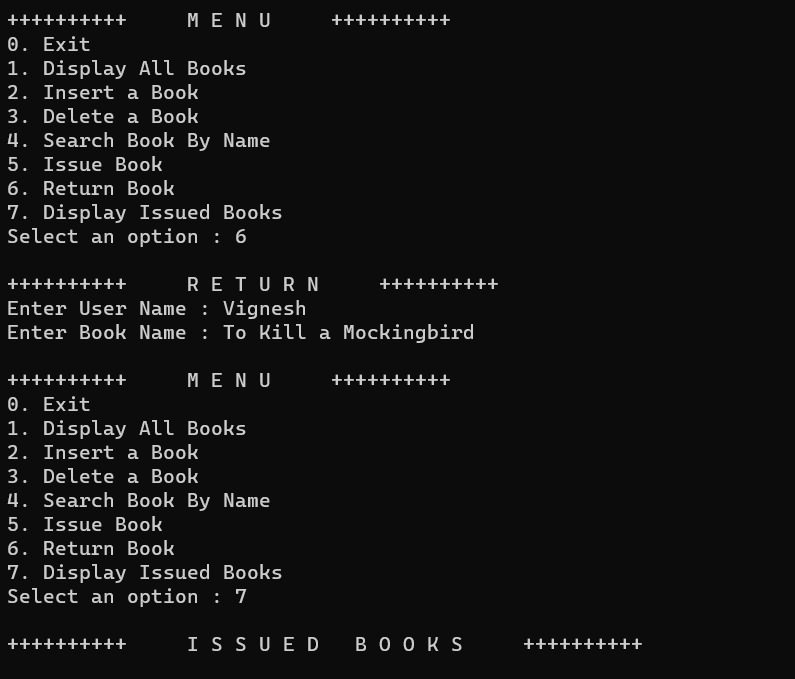 ++++++++++     M E N U     ++++++++++
0. Exit
1. Display All Books
2. Insert a Book
3. Delete a Book
4. Search Book By Name
5. Issue Book
6. Return Book
7. Display Issued Books
Select an option : 6
++++++++++     R E T U R N     ++++++++++
Enter User Name : Vignesh
Enter Book Name : To Kill a Mockingbird
++++++++++     M E N U     ++++++++++
0. Exit
1. Display All Books
2. Insert a Book
3. Delete a Book
4. Search Book By Name
5. Issue Book
6. Return Book
7. Display Issued Books
Select an option : 7
++++++++++     I S S U E D   B O O K S     ++++++++++